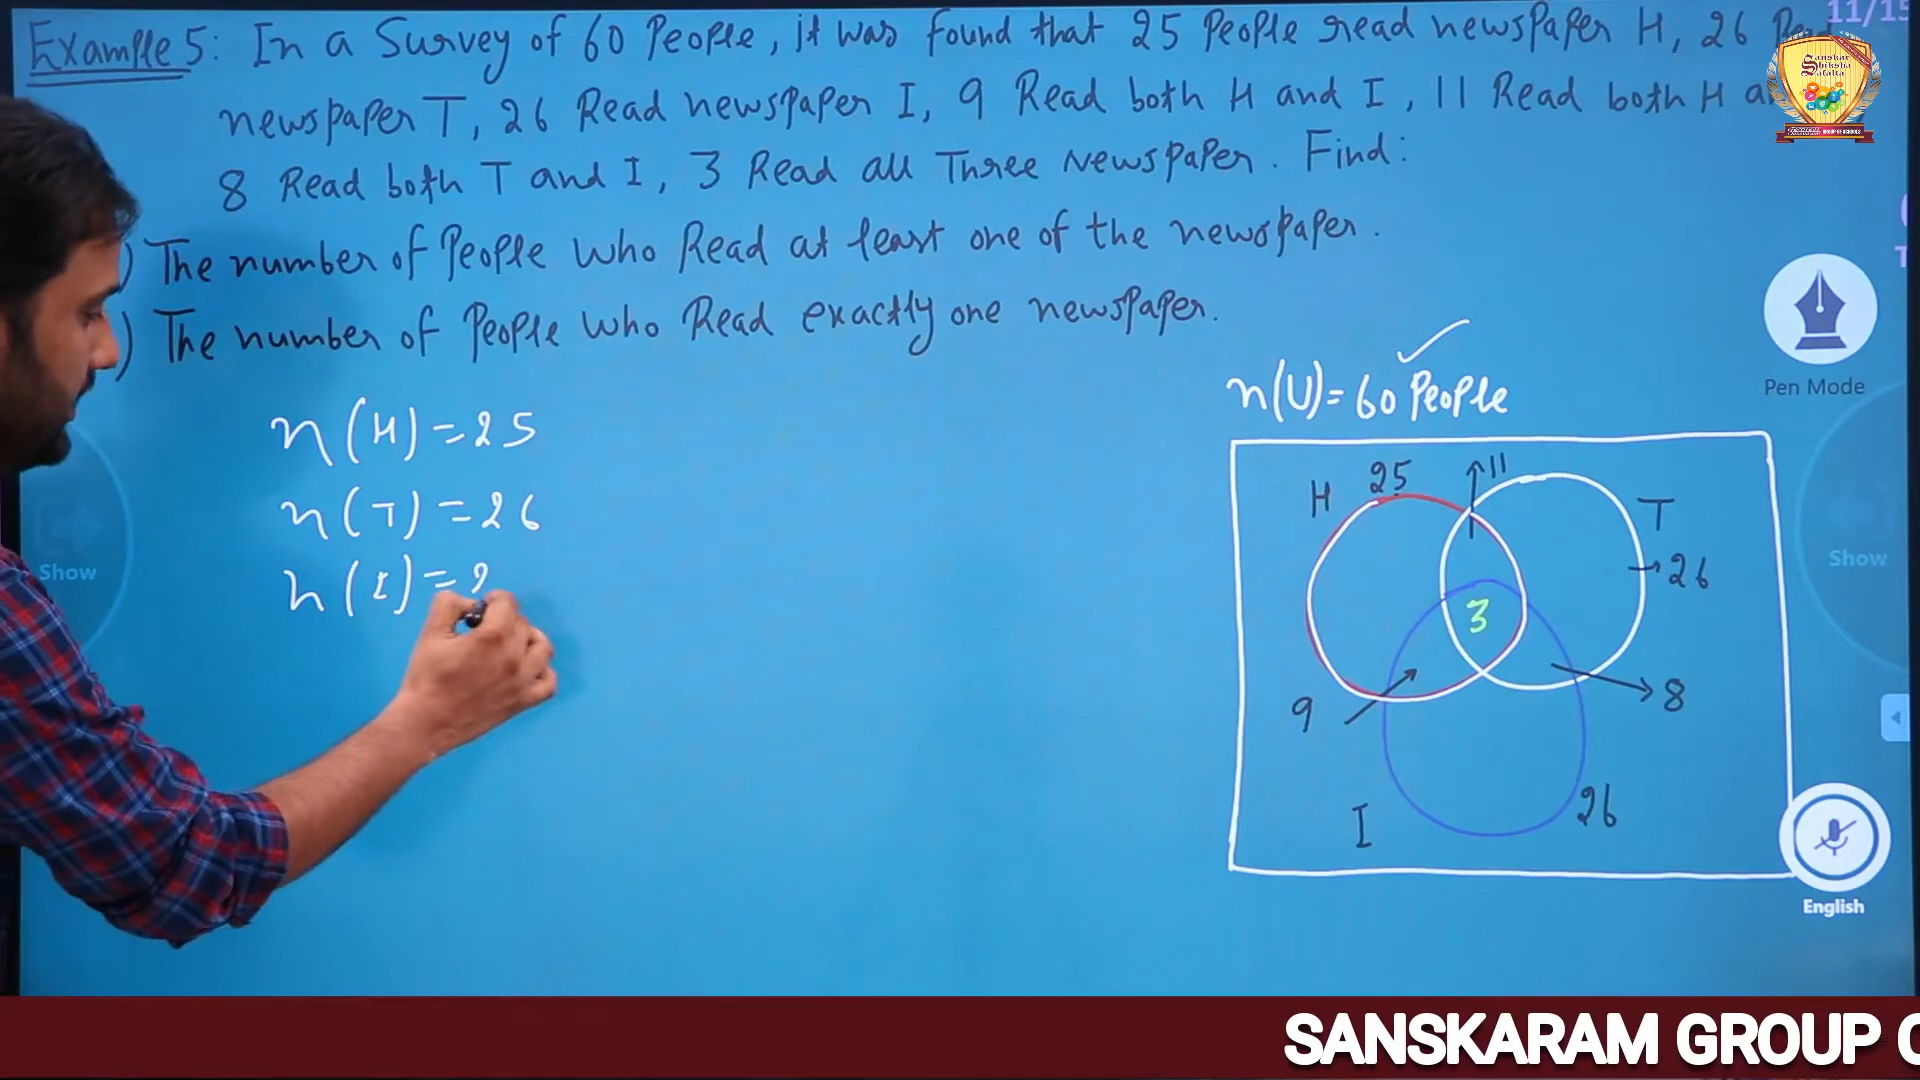 Example 5: In a Survey of 60 People, it was found that 25 People read newspaper H, 26
newspaper T, 26 Read newspaper I, 9 Read both H and I, 11 Read both H
8 Read both T and I, 3 Read all Three Newspaper. Find:
) The number of People who Read at least one of the newspaper.
) The number of People who Read exactly one newspaper.
n(H)=25
n(T)=26
n(I)=2
n(U)=60 People
H 25 11
T
26
3
9
8
I
26
11/15
Sanskar
Shiksha
Safalta
Pen Mode
Show
Show
English
SANSKARAM GROUP